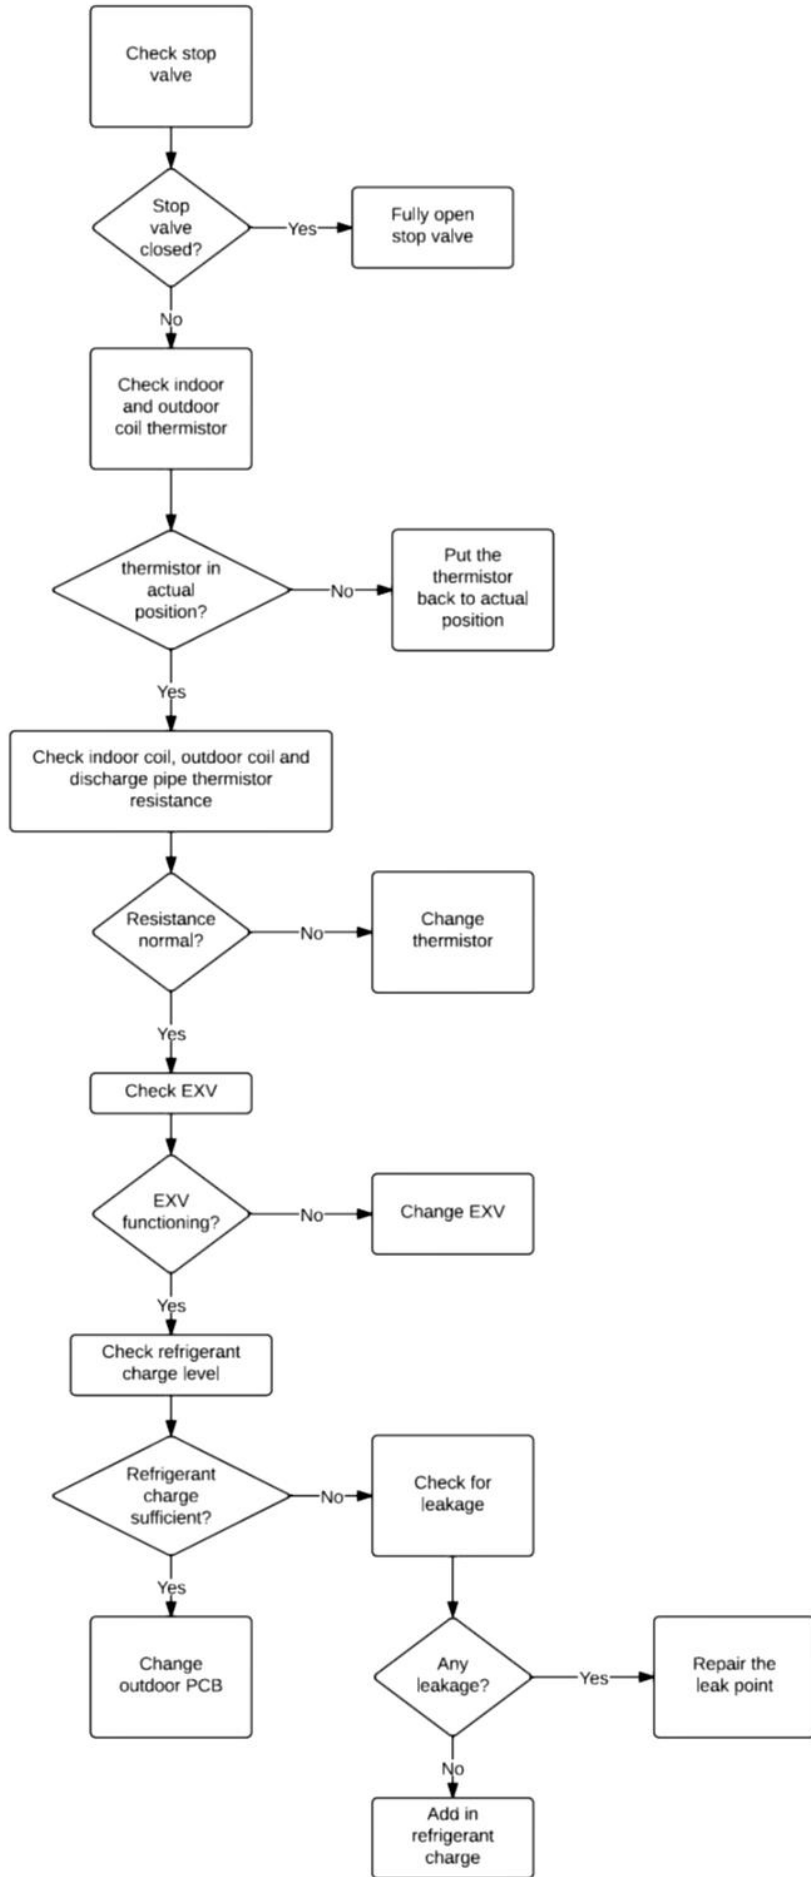 Check stop
valve
Stop
valve
closed?
Yes
Fully open
stop valve
No
Check indoor
and outdoor
coil thermistor
thermistor in
actual
position?
No
Put the
thermistor
back to actual
position
Yes
Check indoor coil, outdoor coil and
discharge pipe thermistor
resistance
Resistance
normal?
No
Change
thermistor
Yes
Check EXV
EXV
functioning?
No
Change EXV
Yes
Check refrigerant
charge level
Refrigerant
charge
sufficient?
No
Check for
leakage
Yes
Change
outdoor PCB
Any
leakage?
Yes
Repair the
leak point
No
Add in
refrigerant
charge